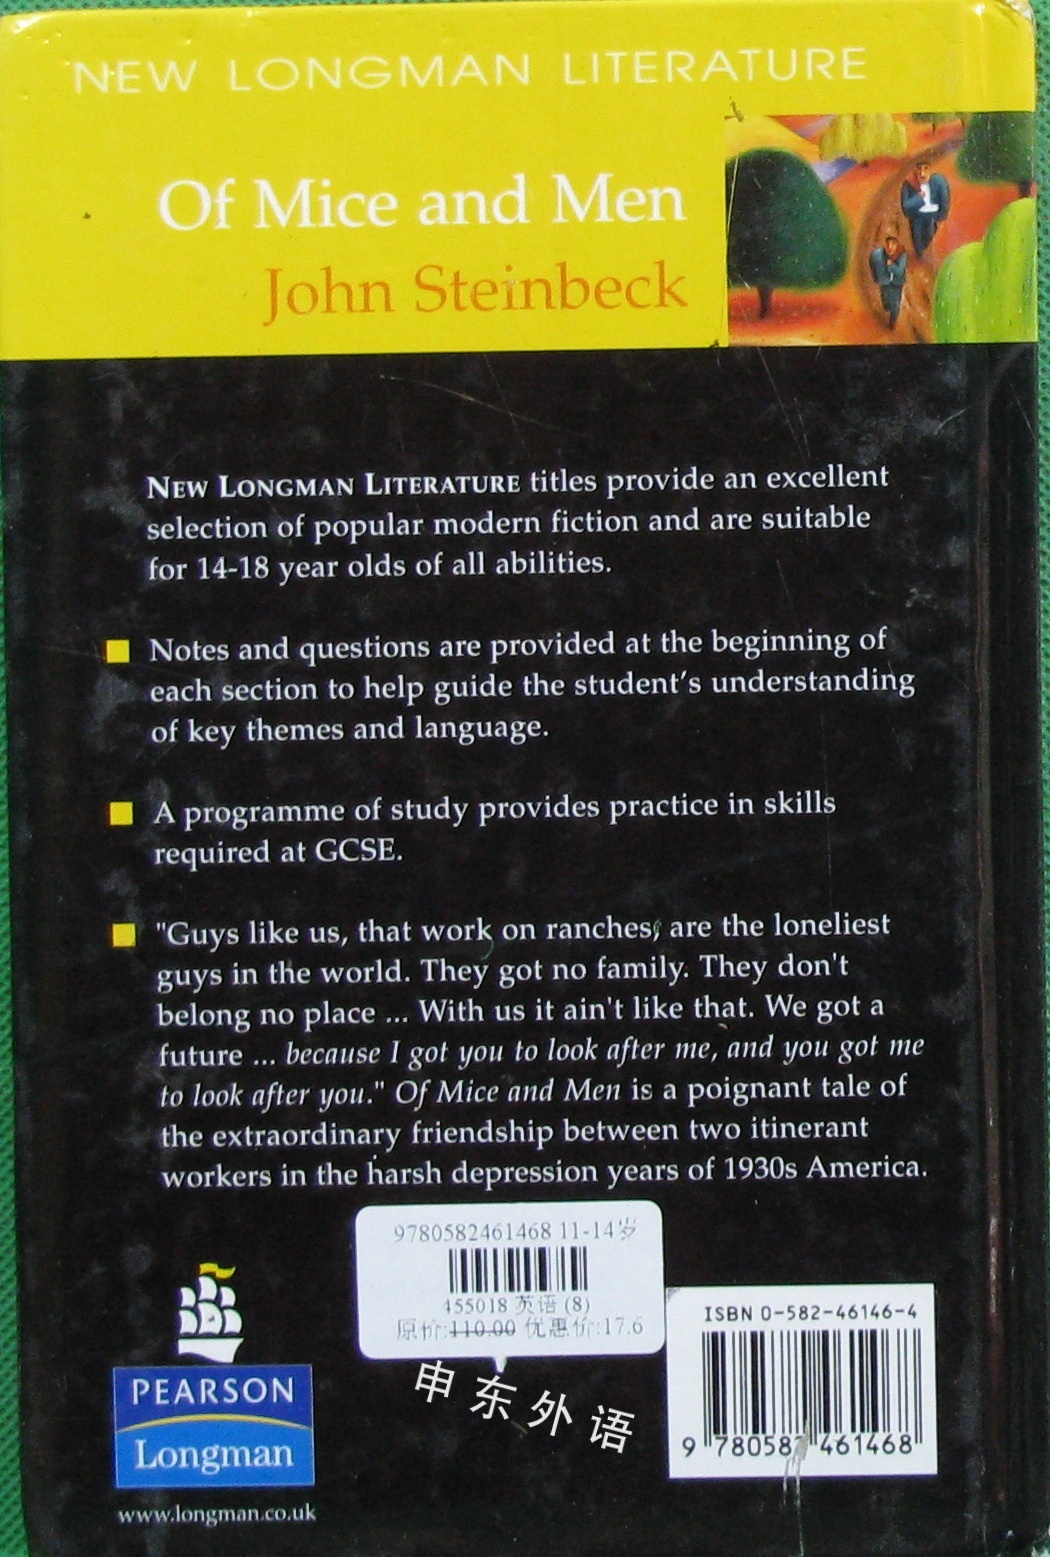 NEW LONGMAN LITERATURE
Of Mice and Men
John Steinbeck
NEW LONGMAN LITERATURE titles provide an excellent
selection of popular modern fiction and are suitable
for 14-18 year olds of all abilities.
Notes and questions are provided at the beginning of
each section to help guide the student's understanding
of key themes and language.
A programme of study provides practice in skills
required at GCSE.
"Guys like us, that work on ranches, are the loneliest
guys in the world. They got no family. They don't
belong no place ... With us it ain't like that. We got a
future ... because I got you to look after me, and you got me
to look after you." Of Mice and Men is a poignant tale of
the extraordinary friendship between two itinerant
workers in the harsh depression years of 1930s America.
9780582461468 11-14岁
455018 英语 (8)
原价:110.00 优惠价:17.6
申东外语
ISBN 0-582-46146-4
9 780582 461468
PEARSON
Longman
www.longman.co.uk